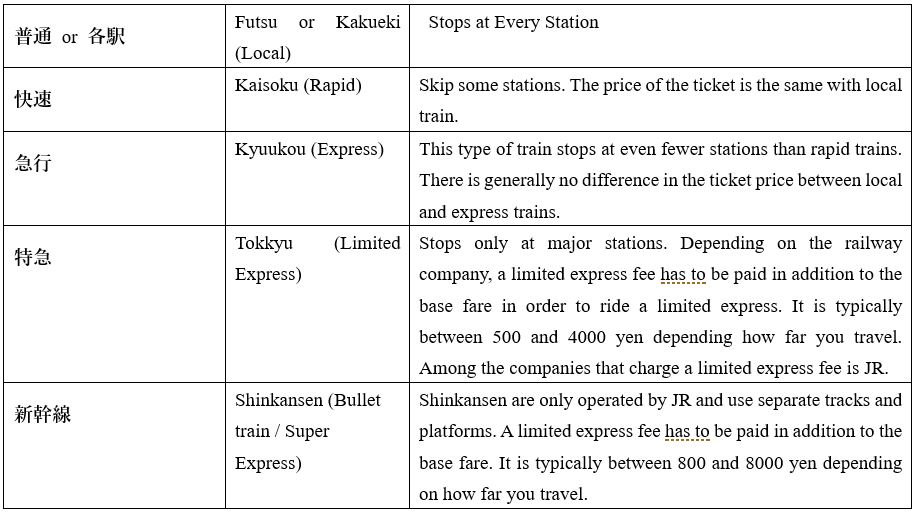 普通 or 各駅
Futsu or Kakueki
(Local)
Stops at Every Station
快速
Kaisoku (Rapid)
Skip some stations. The price of the ticket is the same with local
train.
急行
Kyuukou (Express)
This type of train stops at even fewer stations than rapid trains.
There is generally no difference in the ticket price between local
and express trains.
特急
Tokkyu (Limited
Express)
Stops only at major stations. Depending on the railway
company, a limited express fee has to be paid in addition to the
base fare in order to ride a limited express. It is typically
between 500 and 4000 yen depending how far you travel.
Among the companies that charge a limited express fee is JR.
新幹線
Shinkansen (Bullet
train / Super
Express)
Shinkansen are only operated by JR and use separate tracks and
platforms. A limited express fee has to be paid in addition to the
base fare. It is typically between 800 and 8000 yen depending
on how far you travel.